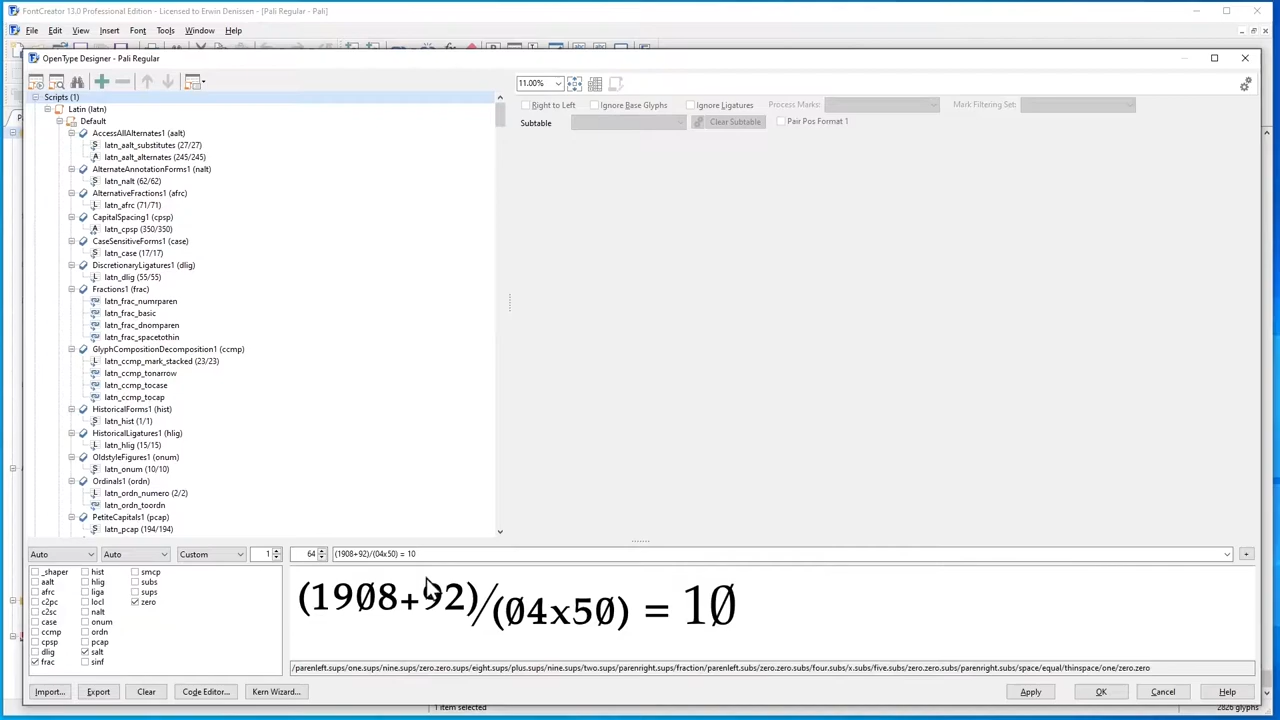 FontCreator 13.0 Professional Edition - Licensed to Erwin Denissen - [Pali Regular - Pali]
File Edit View Insert Font Tools Window Help
OpenType Designer - Pali Regular
11.00%
Right to Left Ignore Base Glyphs Ignore Ligatures Process Marks: Mark Filtering Set:
Subtable Clear Subtable Pair Pos Format 1
Scripts (1)
Latin (latn)
Default
AccessAllAlternates1 (aalt)
latn_aalt_substitutes (27/27)
latn_aalt_alternates (245/245)
AlternateAnnotationForms1 (nalt)
latn_nalt (62/62)
AlternativeFractions1 (afrc)
latn_afrc (71/71)
CapitalSpacing1 (cpsp)
latn_cpsp (350/350)
CaseSensitiveForms1 (case)
latn_case (17/17)
DiscretionaryLigatures1 (dlig)
latn_dlig (55/55)
Fractions1 (frac)
latn_frac_numrparen
latn_frac_basic
latn_frac_dnomparen
latn_frac_spacetothin
GlyphCompositionDecomposition1 (ccmp)
latn_ccmp_mark_stacked (23/23)
latn_ccmp_tonarrow
latn_ccmp_tocase
latn_ccmp_tocap
HistoricalForms1 (hist)
latn_hist (1/1)
HistoricalLigatures1 (hlig)
latn_hlig (15/15)
OldstyleFigures1 (onum)
latn_onum (10/10)
Ordinals1 (ordn)
latn_ordn_numero (2/2)
latn_ordn_toordn
PetiteCapitals1 (pcap)
latn_pcap (194/194)
Auto Auto Custom 1 64 (1908+92)/(04x50) = 10
_shaper hist smcp
aalt hlig subs
afrc liga sups
c2pc locl zero
c2sc nalt
case onum
ccmp ordn
cpsp pcap
dlig salt
frac sinf
(1908+92)/(04x50) = 10
/parenleft.sups/one.sups/nine.sups/zero.zero.sups/eight.sups/plus.sups/nine.sups/two.sups/parenright.sups/fraction/parenleft.subs/zero.zero.subs/four.subs/x.subs/five.subs/zero.zero.subs/parenright.subs/space/equal/thinspace/one/zero.zero
Import... Export Clear Code Editor... Kern Wizard... Apply OK Cancel Help
1 item selected 2826 glyphs